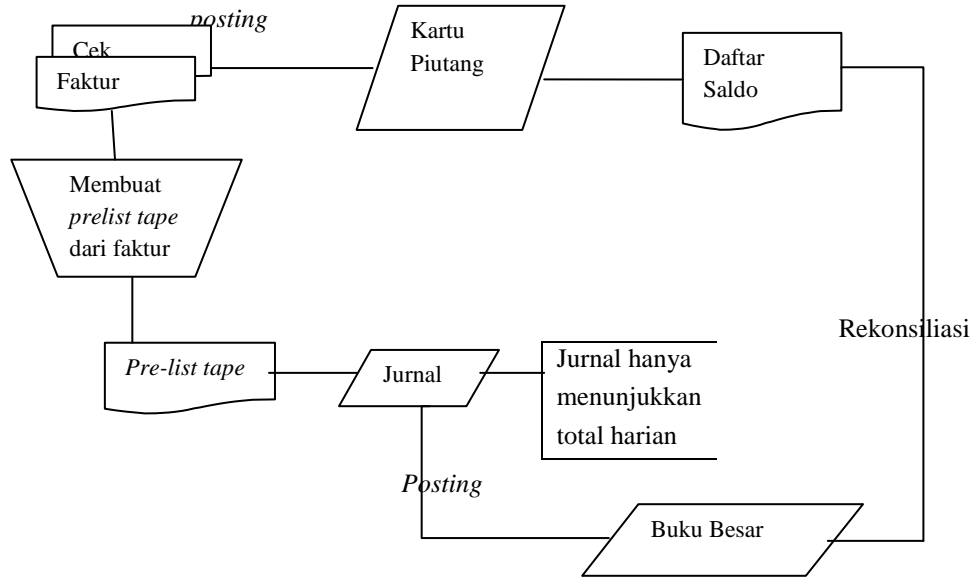 posting
Cek
Faktur
Kartu
Piutang
Daftar
Saldo
Membuat
prelist tape
dari faktur
Rekonsiliasi
Pre-list tape
Jurnal
Jurnal hanya
menunjukkan
total harian
Posting
Buku Besar